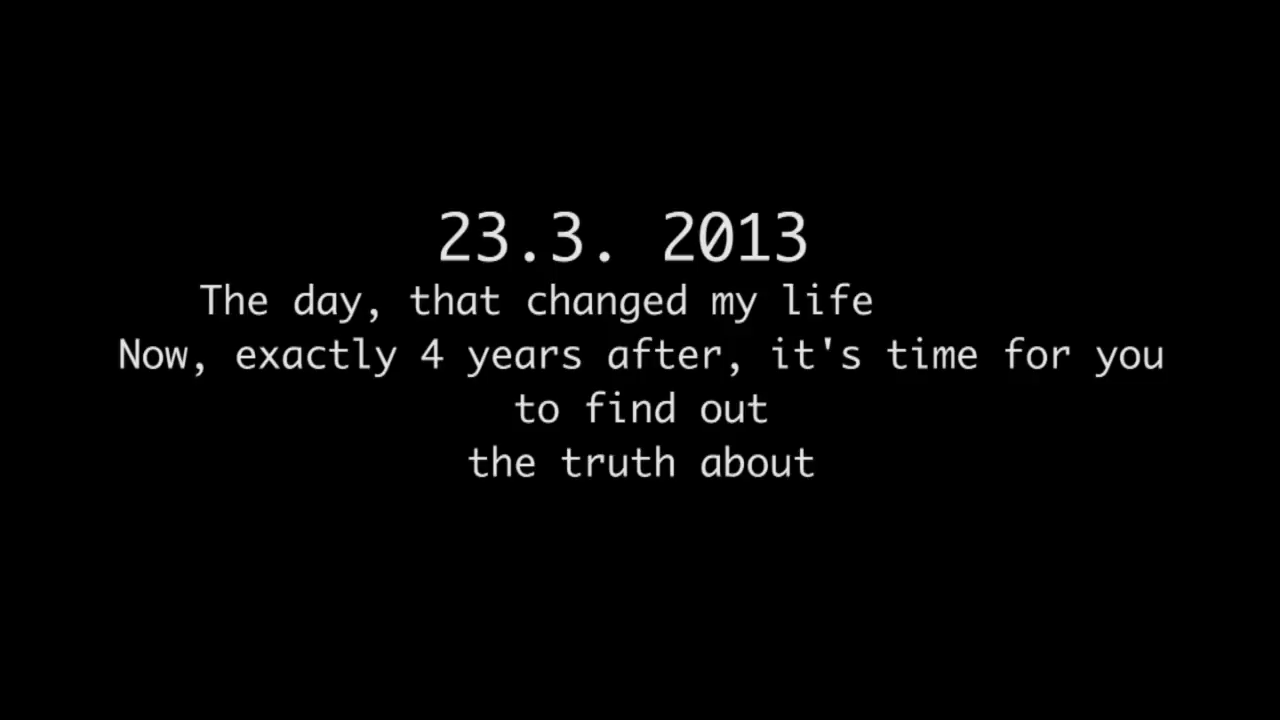 23.3. 2013
The day, that changed my life
Now, exactly 4 years after, it's time for you
to find out
the truth about